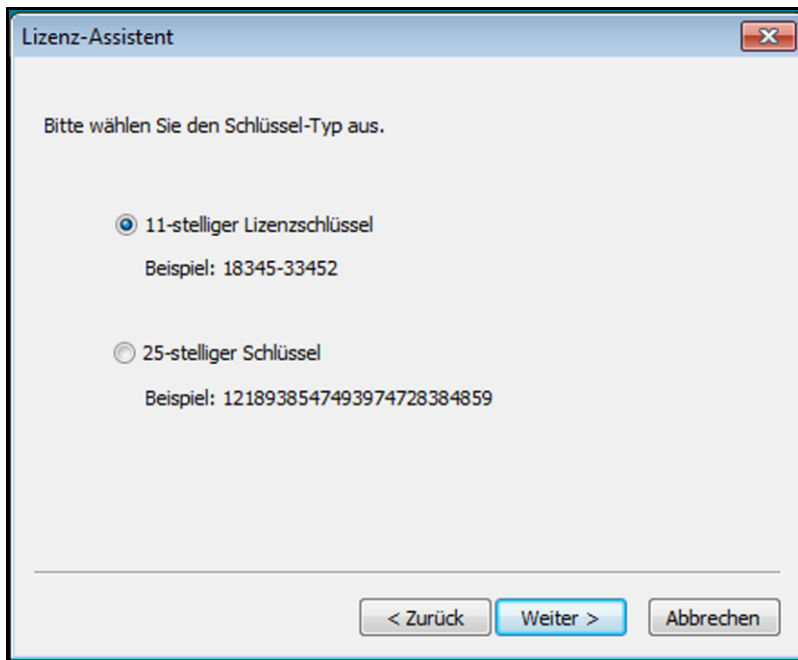 Lizenz-Assistent
Bitte wählen Sie den Schlüssel-Typ aus.
11-stelliger Lizenzschlüssel
Beispiel: 18345-33452
25-stelliger Schlüssel
Beispiel: 1218938547493974728384859
< Zurück Weiter > Abbrechen